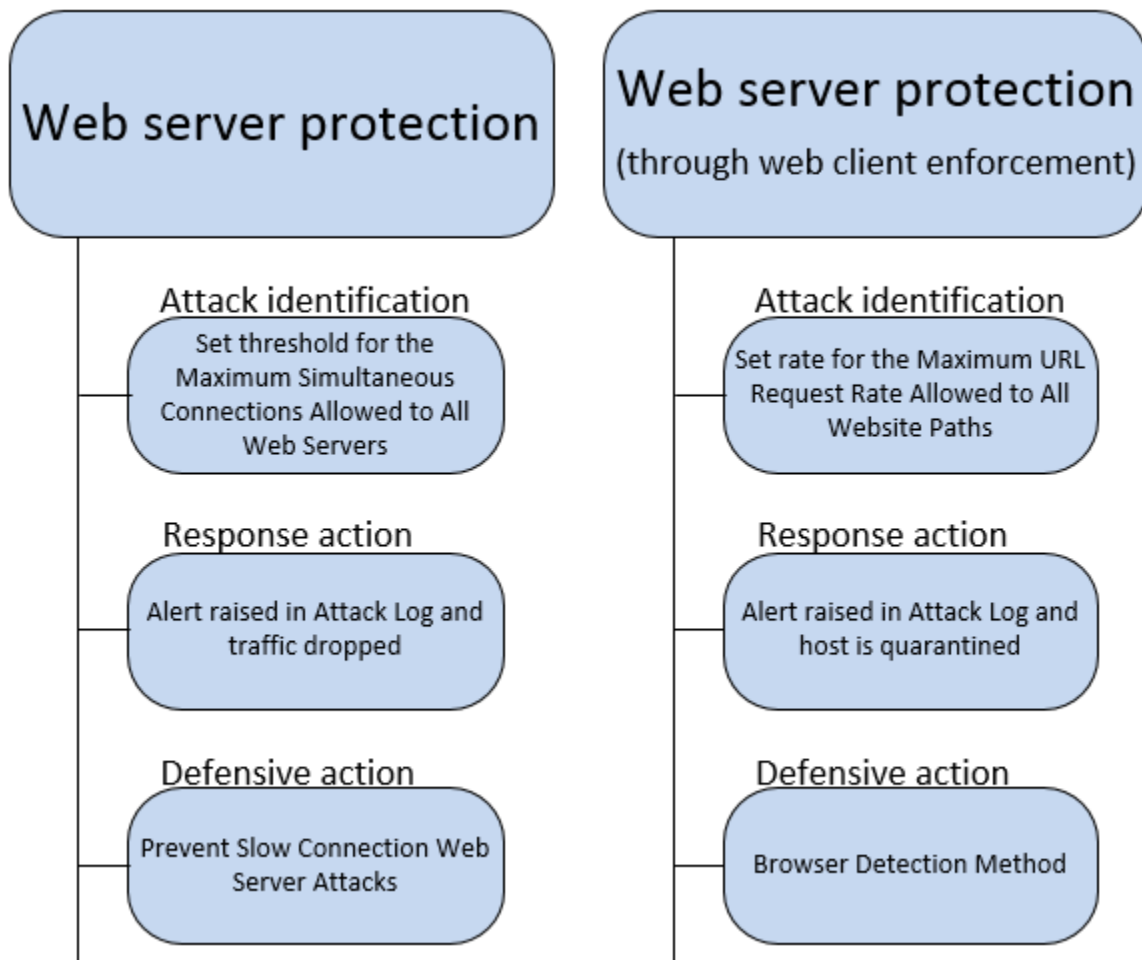 Web server protection
Attack identification
Set threshold for the
Maximum Simultaneous
Connections Allowed to All
Web Servers
Response action
Alert raised in Attack Log and
traffic dropped
Defensive action
Prevent Slow Connection Web
Server Attacks
Web server protection
(through web client enforcement)
Attack identification
Set rate for the Maximum URL
Request Rate Allowed to All
Website Paths
Response action
Alert raised in Attack Log and
host is quarantined
Defensive action
Browser Detection Method